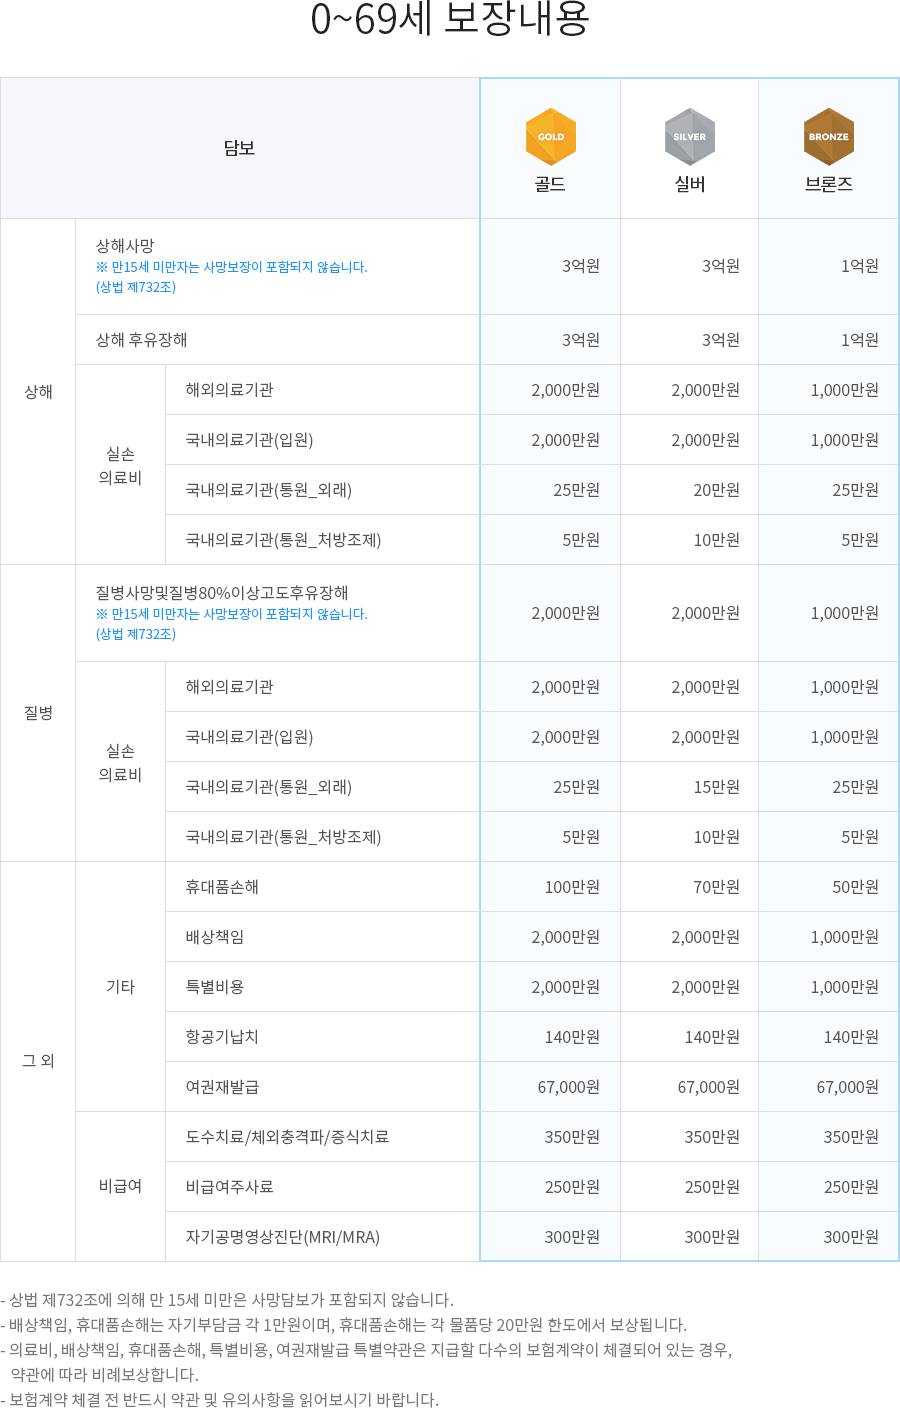 0~69세 보장내용
담보
GOLD
골드
SILVER
실버
BRONZE
브론즈
상해
상해사망
※ 만15세 미만자는 사망보장이 포함되지 않습니다.
(상법 제732조)
3억원 3억원 1억원
상해 후유장해 3억원 3억원 1억원
실손
의료비
해외의료기관 2,000만원 2,000만원 1,000만원
국내의료기관(입원) 2,000만원 2,000만원 1,000만원
국내의료기관(통원_외래) 25만원 20만원 25만원
국내의료기관(통원_처방조제) 5만원 10만원 5만원
질병
질병사망및질병80%이상고도후유장해
※ 만15세 미만자는 사망보장이 포함되지 않습니다.
(상법 제732조)
2,000만원 2,000만원 1,000만원
실손
의료비
해외의료기관 2,000만원 2,000만원 1,000만원
국내의료기관(입원) 2,000만원 2,000만원 1,000만원
국내의료기관(통원_외래) 25만원 15만원 25만원
국내의료기관(통원_처방조제) 5만원 10만원 5만원
그 외
기타
휴대품손해 100만원 70만원 50만원
배상책임 2,000만원 2,000만원 1,000만원
특별비용 2,000만원 2,000만원 1,000만원
항공기납치 140만원 140만원 140만원
여권재발급 67,000원 67,000원 67,000원
비급여
도수치료/체외충격파/증식치료 350만원 350만원 350만원
비급여주사료 250만원 250만원 250만원
자기공명영상진단(MRI/MRA) 300만원 300만원 300만원
- 상법 제732조에 의해 만 15세 미만은 사망담보가 포함되지 않습니다.
- 배상책임, 휴대품손해는 자기부담금 각 1만원이며, 휴대품손해는 각 물품당 20만원 한도에서 보상됩니다.
- 의료비, 배상책임, 휴대품손해, 특별비용, 여권재발급 특별약관은 지급할 다수의 보험계약이 체결되어 있는 경우,
약관에 따라 비례보상합니다.
- 보험계약 체결 전 반드시 약관 및 유의사항을 읽어보시기 바랍니다.